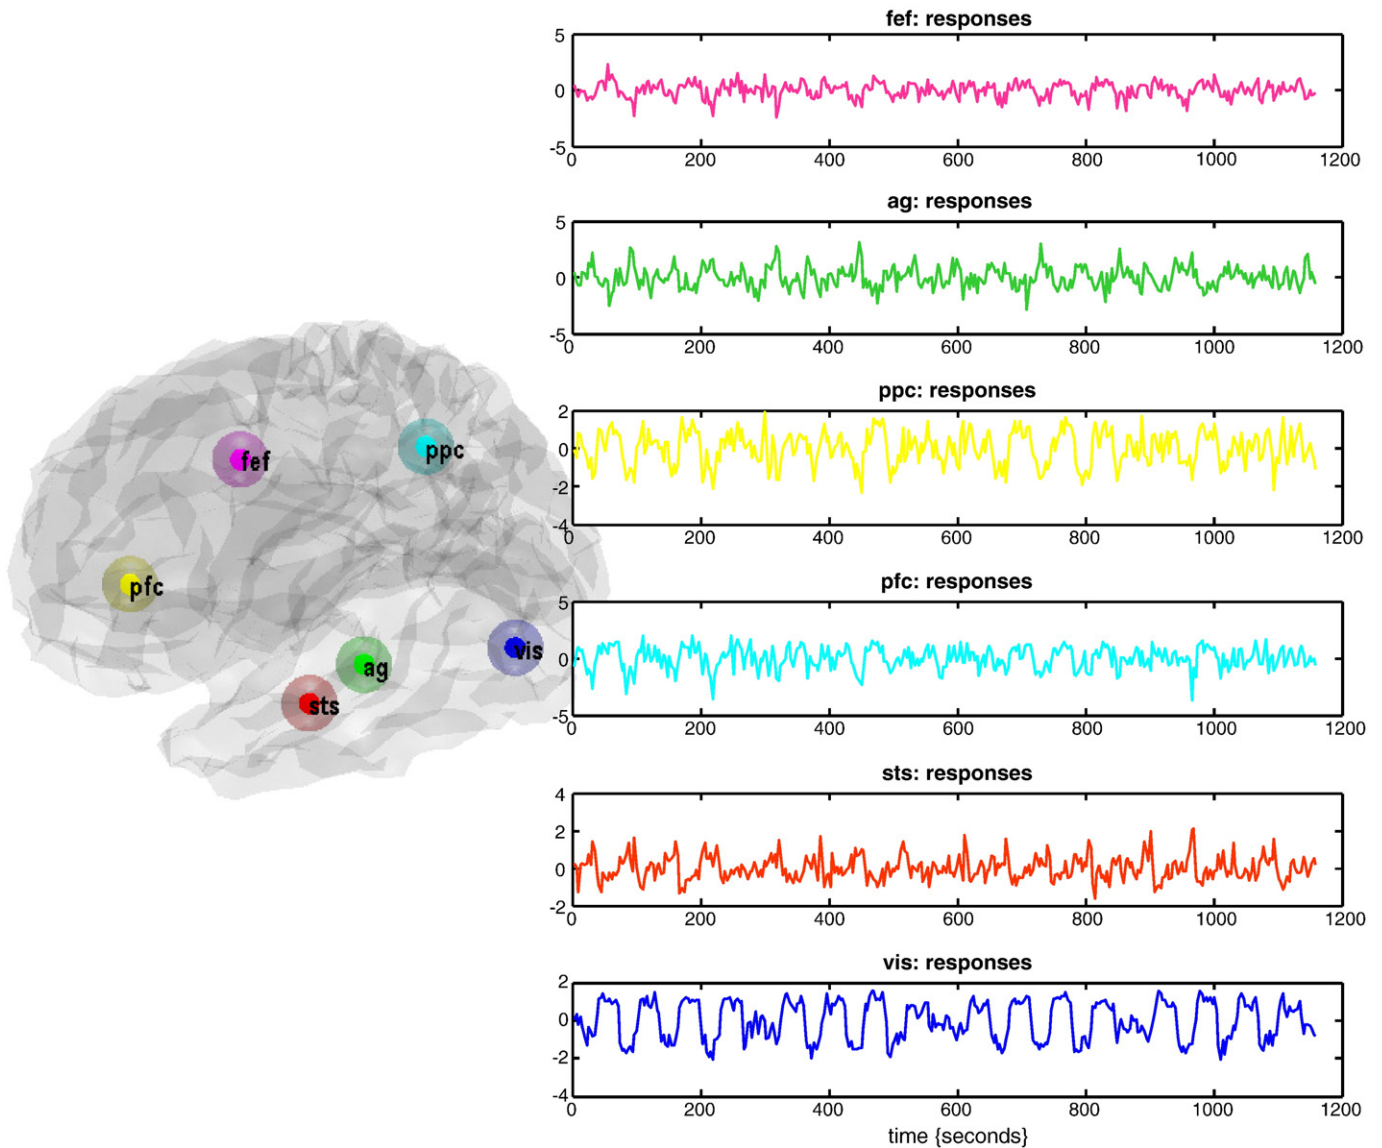 fef: responses
5
0
-5
0 200 400 600 800 1000 1200
ag: responses
5
0
-5
0 200 400 600 800 1000 1200
ppc: responses
2
0
-2
-4
0 200 400 600 800 1000 1200
pfc: responses
5
0
-5
0 200 400 600 800 1000 1200
sts: responses
4
2
0
-2
0 200 400 600 800 1000 1200
vis: responses
2
0
-2
-4
0 200 400 600 800 1000 1200
time {seconds}
fef
ppc
pfc
vis
ag
sts